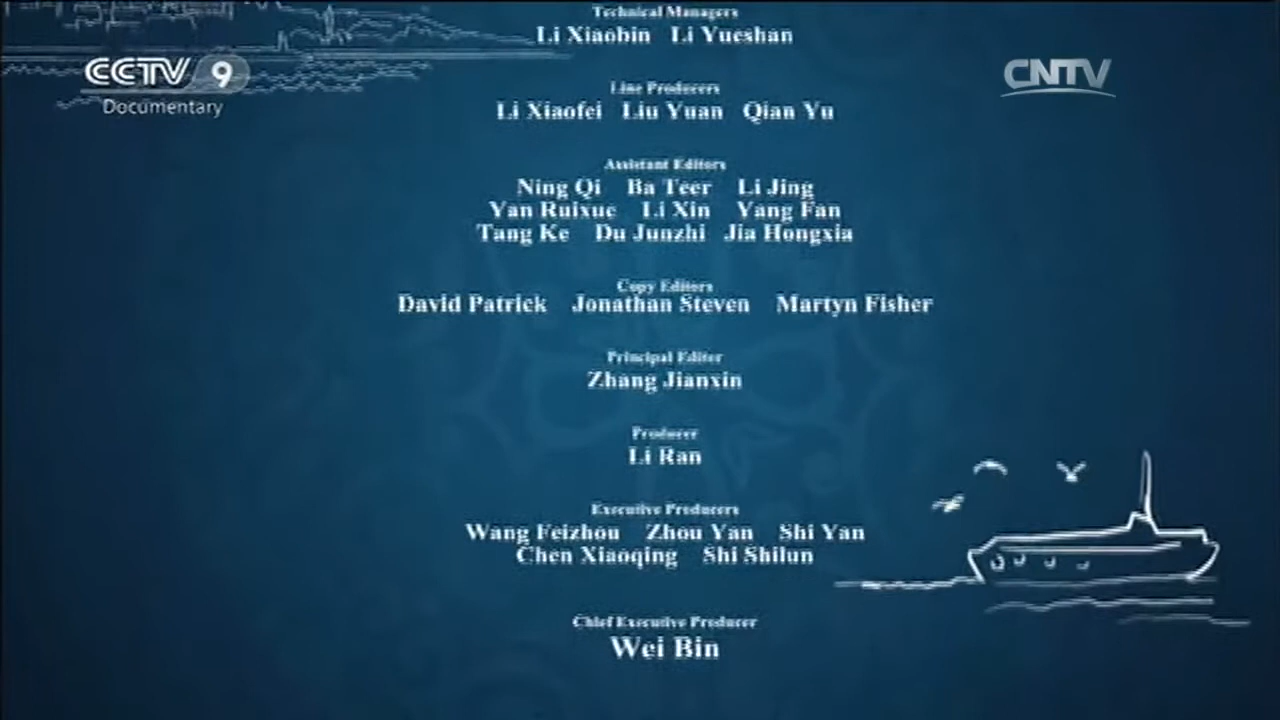 Technical Managers
Li Xiaobin Li Yueshan
CCTV 9
Documentary
CNTV
Line Producers
Li Xiaofei Liu Yuan Qian Yu
Assistant Editors
Ning Qi Ba Teer Li Jing
Yan Ruixue Li Xin Yang Fan
Tang Ke Du Junzhi Jia Hongxia
Copy Editors
David Patrick Jonathan Steven Martyn Fisher
Principal Editor
Zhang Jianxin
Producer
Li Ran
Executive Producers
Wang Feizhou Zhou Yan Shi Yan
Chen Xiaoqing Shi Shilun
Chief Executive Producer
Wei Bin